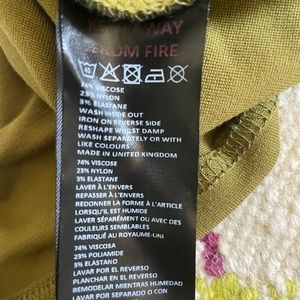 KEEP AWAY
FROM FIRE
74% VISCOSE
23% NYLON
3% ELASTANE
WASH INSIDE OUT
IRON ON REVERSE SIDE
RESHAPE WHILST DAMP
WASH SEPARATELY OR WITH
LIKE COLOURS
MADE IN UNITED KINGDOM
74% VISCOSE
23% NYLON
3% ELASTANE
LAVER À L'ENVERS
REPASSER À L'ENVERS
REDONNER LA FORME À L'ARTICLE
LORSQU'IL EST HUMIDE
LAVER SÉPARÉMENT OU AVEC DES
COULEURS SEMBLABLES
FABRIQUÉ AU ROYAUME-UNI
74% VISCOSA
23% POLIAMIDE
3% ELASTANO
LAVAR POR EL REVERSO
PLANCHAR EN EL REVERSO
REMODELAR MIENTRAS HUMEDAD
LAVAR POR SEPARADO O CON